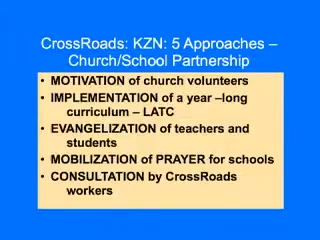 CrossRoads: KZN: 5 Approaches –
Church/School Partnership
• MOTIVATION of church volunteers
• IMPLEMENTATION of a year –long
curriculum – LATC
• EVANGELIZATION of teachers and
students
• MOBILIZATION of PRAYER for schools
• CONSULTATION by CrossRoads
workers